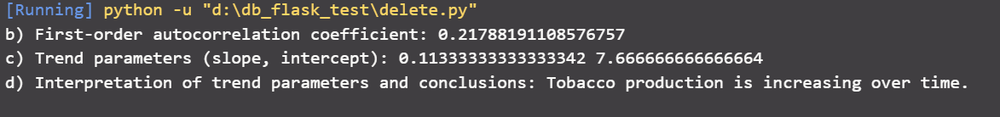 [Running] python -u "d:\db_flask_test\delete.py"
b) First-order autocorrelation coefficient: 0.21788191108576757
c) Trend parameters (slope, intercept): 0.11333333333333342 7.666666666666664
d) Interpretation of trend parameters and conclusions: Tobacco production is increasing over time.